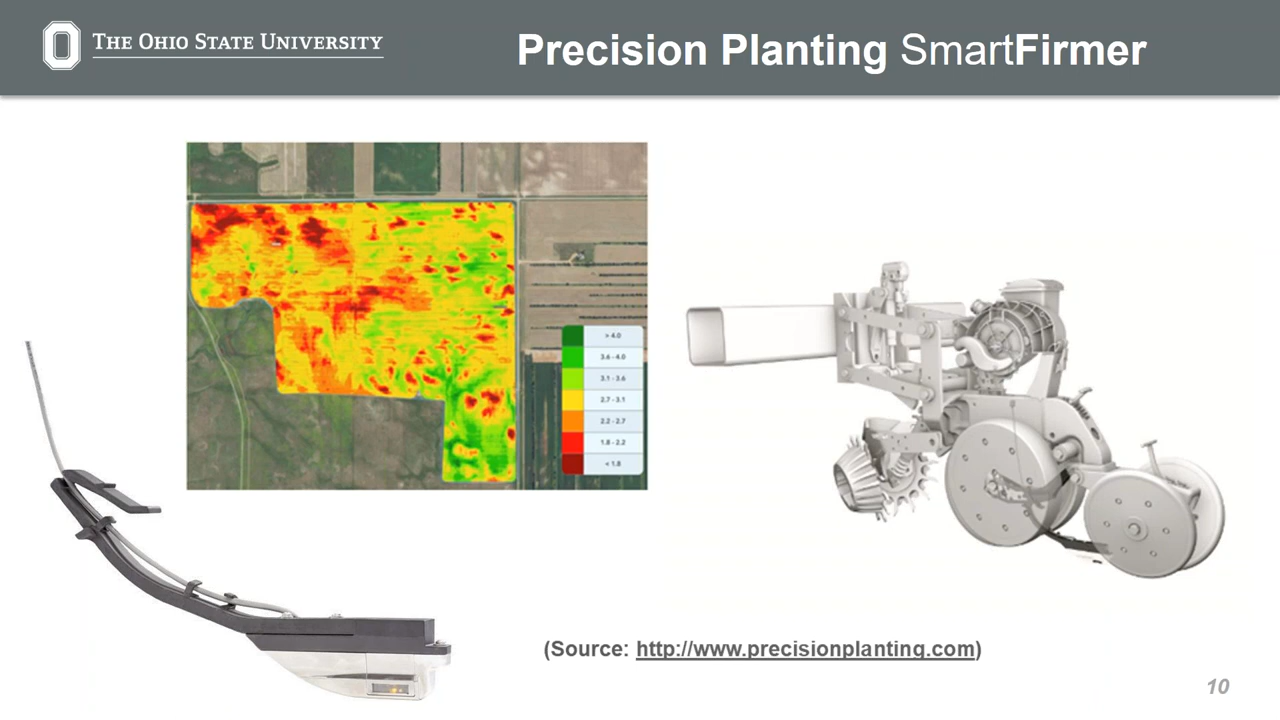 THE OHIO STATE UNIVERSITY
Precision Planting SmartFirmer
> 4.0
3.6 - 4.0
3.1 - 3.6
2.7 - 3.1
2.2 - 2.7
1.8 - 2.2
< 1.8
(Source: http://www.precisionplanting.com)
10